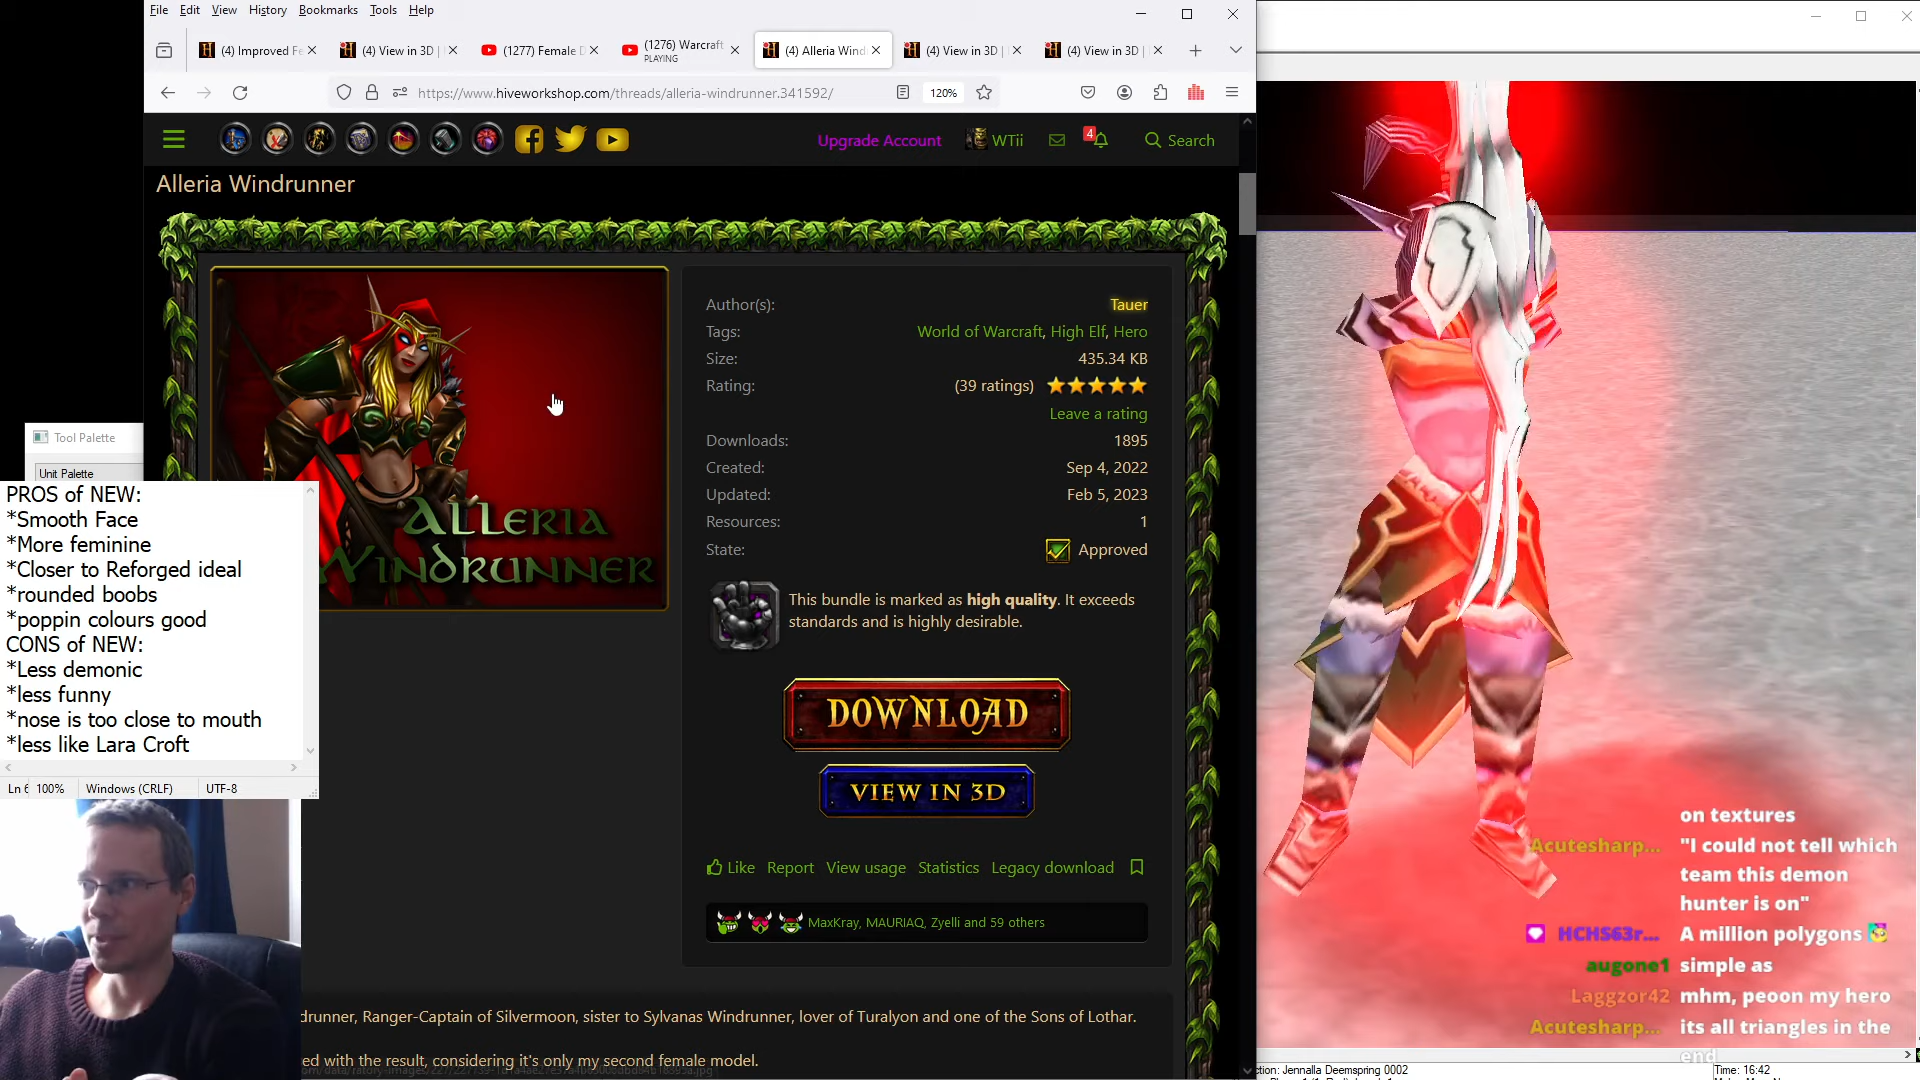 File Edit View History Bookmarks Tools Help
(4) Improved Fe
(4) View in 3D |
(1277) Female D
(1276) Warcraft
PLAYING
(4) Alleria Wind
(4) View in 3D |
(4) View in 3D |
https://www.hiveworkshop.com/threads/alleria-windrunner.341592/
120%
Upgrade Account
WTii
4
Search
Alleria Windrunner
ALLERIA
WINDRUNNER
Author(s): Tauer
Tags: World of Warcraft, High Elf, Hero
Size: 435.34 KB
Rating: (39 ratings)
Leave a rating
Downloads: 1895
Created: Sep 4, 2022
Updated: Feb 5, 2023
Resources: 1
State: Approved
This bundle is marked as high quality. It exceeds
standards and is highly desirable.
DOWNLOAD
VIEW IN 3D
Like Report View usage Statistics Legacy download
MaxKray, MAURIAQ, Zyelli and 59 others
drunner, Ranger-Captain of Silvermoon, sister to Sylvanas Windrunner, lover of Turalyon and one of the Sons of Lothar.
ed with the result, considering it's only my second female model.
Tool Palette
Unit Palette
PROS of NEW:
*Smooth Face
*More feminine
*Closer to Reforged ideal
*rounded boobs
*poppin colours good
CONS of NEW:
*Less demonic
*less funny
*nose is too close to mouth
*less like Lara Croft
Ln 6 100% Windows (CRLF) UTF-8
on textures
Acutesharp... "I could not tell which
team this demon
hunter is on"
HCHS63r... A million polygons
augone1 simple as
Laggzor42 mhm, peoon my hero
Acutesharp... its all triangles in the
end
ction: Jennalla Deemspring 0002
Time: 16:42